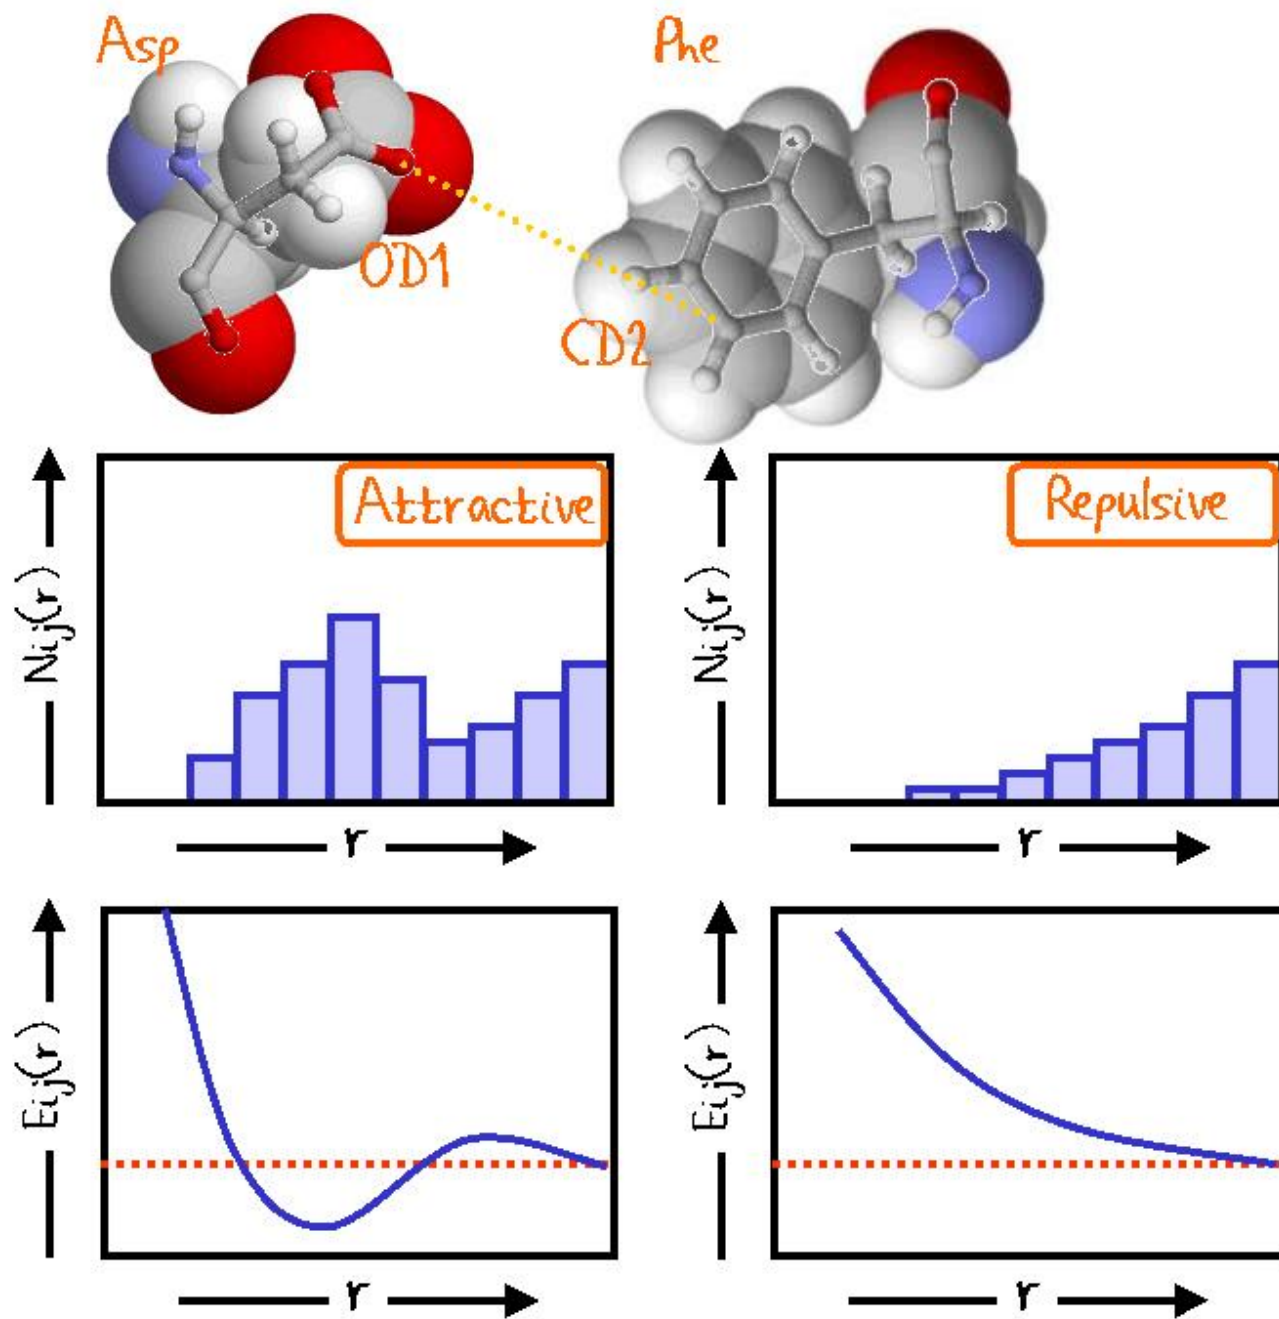 Asp
Phe
OD1
CD2
Attractive
Repulsive
Nij(r)
Nij(r)
r
r
Eij(r)
Eij(r)
r
r